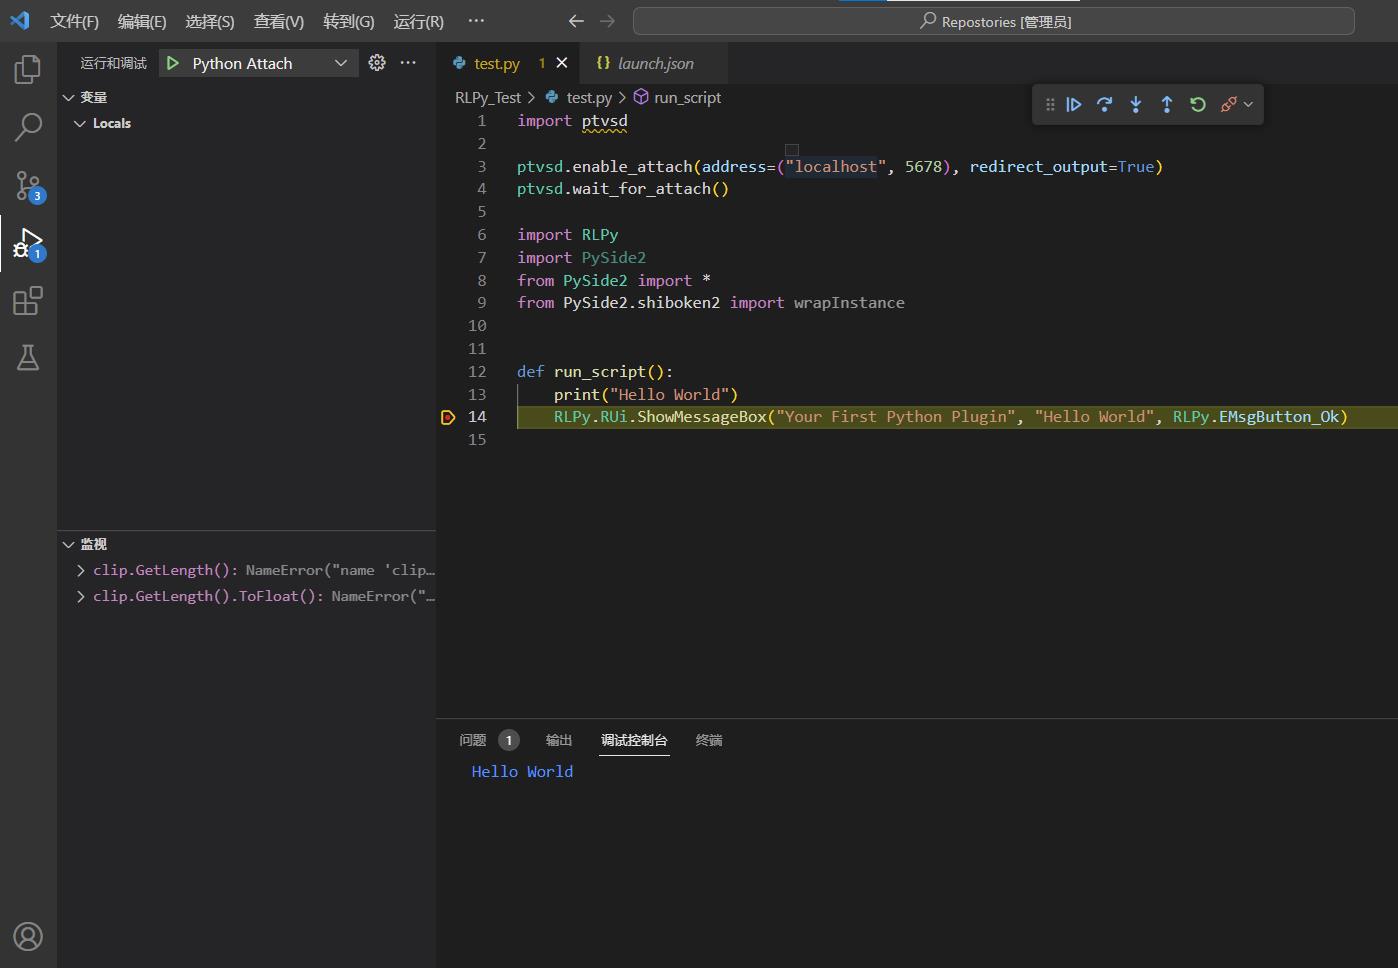 文件(F) 编辑(E) 选择(S) 查看(V) 转到(G) 运行(R) ··· Repostories [管理员]
运行和调试 Python Attach ···
变量
Locals
监视
clip.GetLength(): NameError("name 'clip...
clip.GetLength().ToFloat(): NameError("...
3
1
test.py 1 launch.json
RLPy_Test > test.py > run_script
1 import ptvsd
2
3 ptvsd.enable_attach(address=("localhost", 5678), redirect_output=True)
4 ptvsd.wait_for_attach()
5
6 import RLPy
7 import PySide2
8 from PySide2 import *
9 from PySide2.shiboken2 import wrapInstance
10
11
12 def run_script():
13 print("Hello World")
14 RLPy.RUi.ShowMessageBox("Your First Python Plugin", "Hello World", RLPy.EMsgButton_Ok)
15
问题 1 输出 调试控制台 终端
Hello World